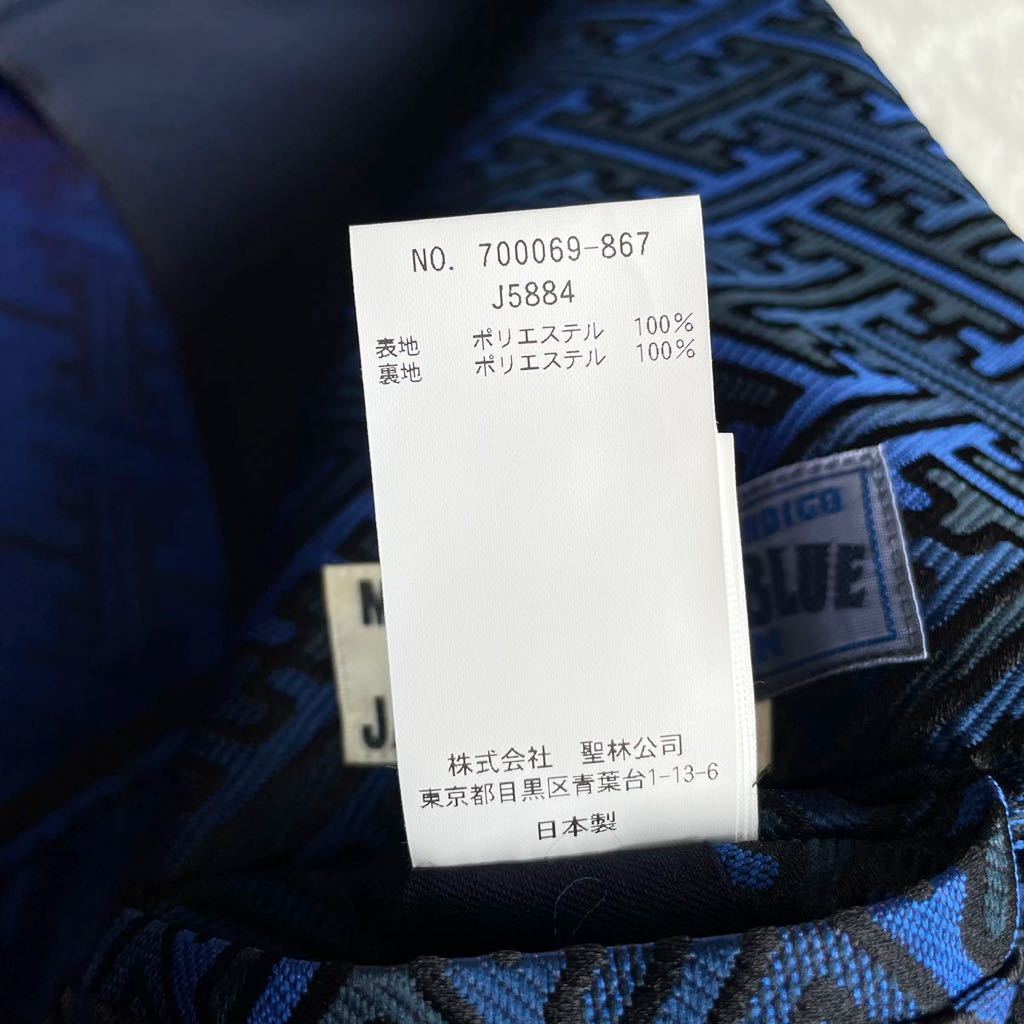 NO. 700069-867
J5884
表地 ポリエステル 100%
裏地 ポリエステル 100%
BLUE
株式会社 聖林公司
東京都目黒区青葉台1-13-6
日本製